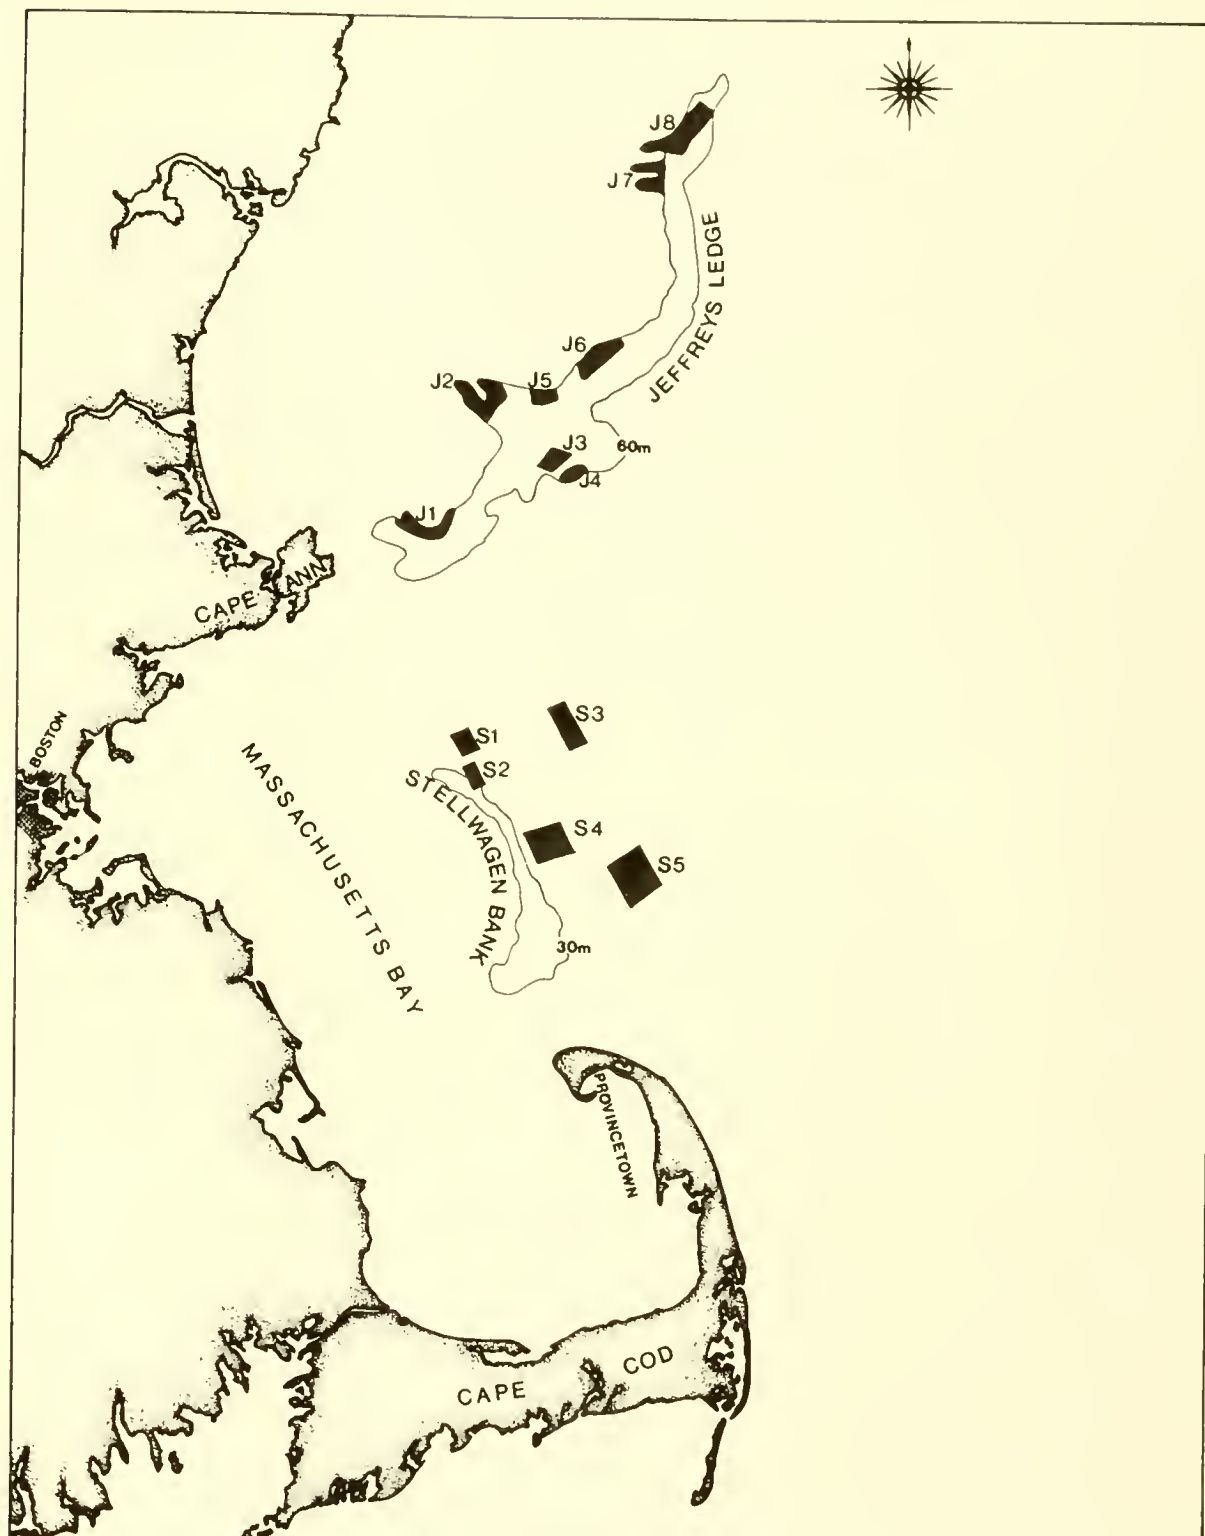 J8
J7
JEFFREYS LEDGE
J6
J2
J5
J3
60m
J4
J1
CAPE ANN
BOSTON
S3
S1
S2
STELLWAGEN BANK
S4
S5
MASSACHUSETTS BAY
30m
PROVINCETOWN
CAPE COD